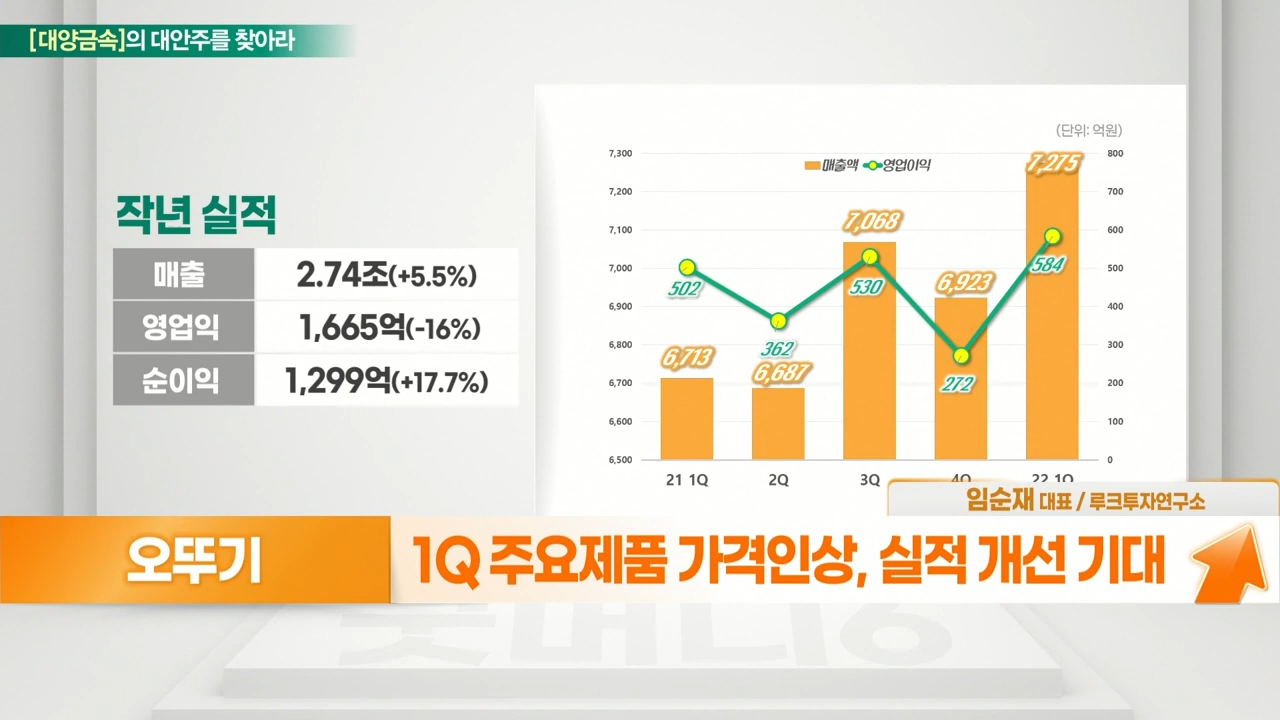 [대양금속]의 대안주를 찾아라
작년 실적
매출 2.74조(+5.5%)
영업익 1,665억(-16%)
순이익 1,299억(+17.7%)
(단위: 억원)
매출액 영업이익
7,300
7,200
7,100
7,000
6,900
6,800
6,700
6,600
6,500
800
700
600
500
400
300
200
100
0
6,713
6,687
7,068
6,923
7,275
502
362
530
272
584
21 1Q 2Q 3Q 4Q 22 1Q
임순재 대표 / 루크투자연구소
오뚜기
1Q 주요제품 가격인상, 실적 개선 기대
굿머니6